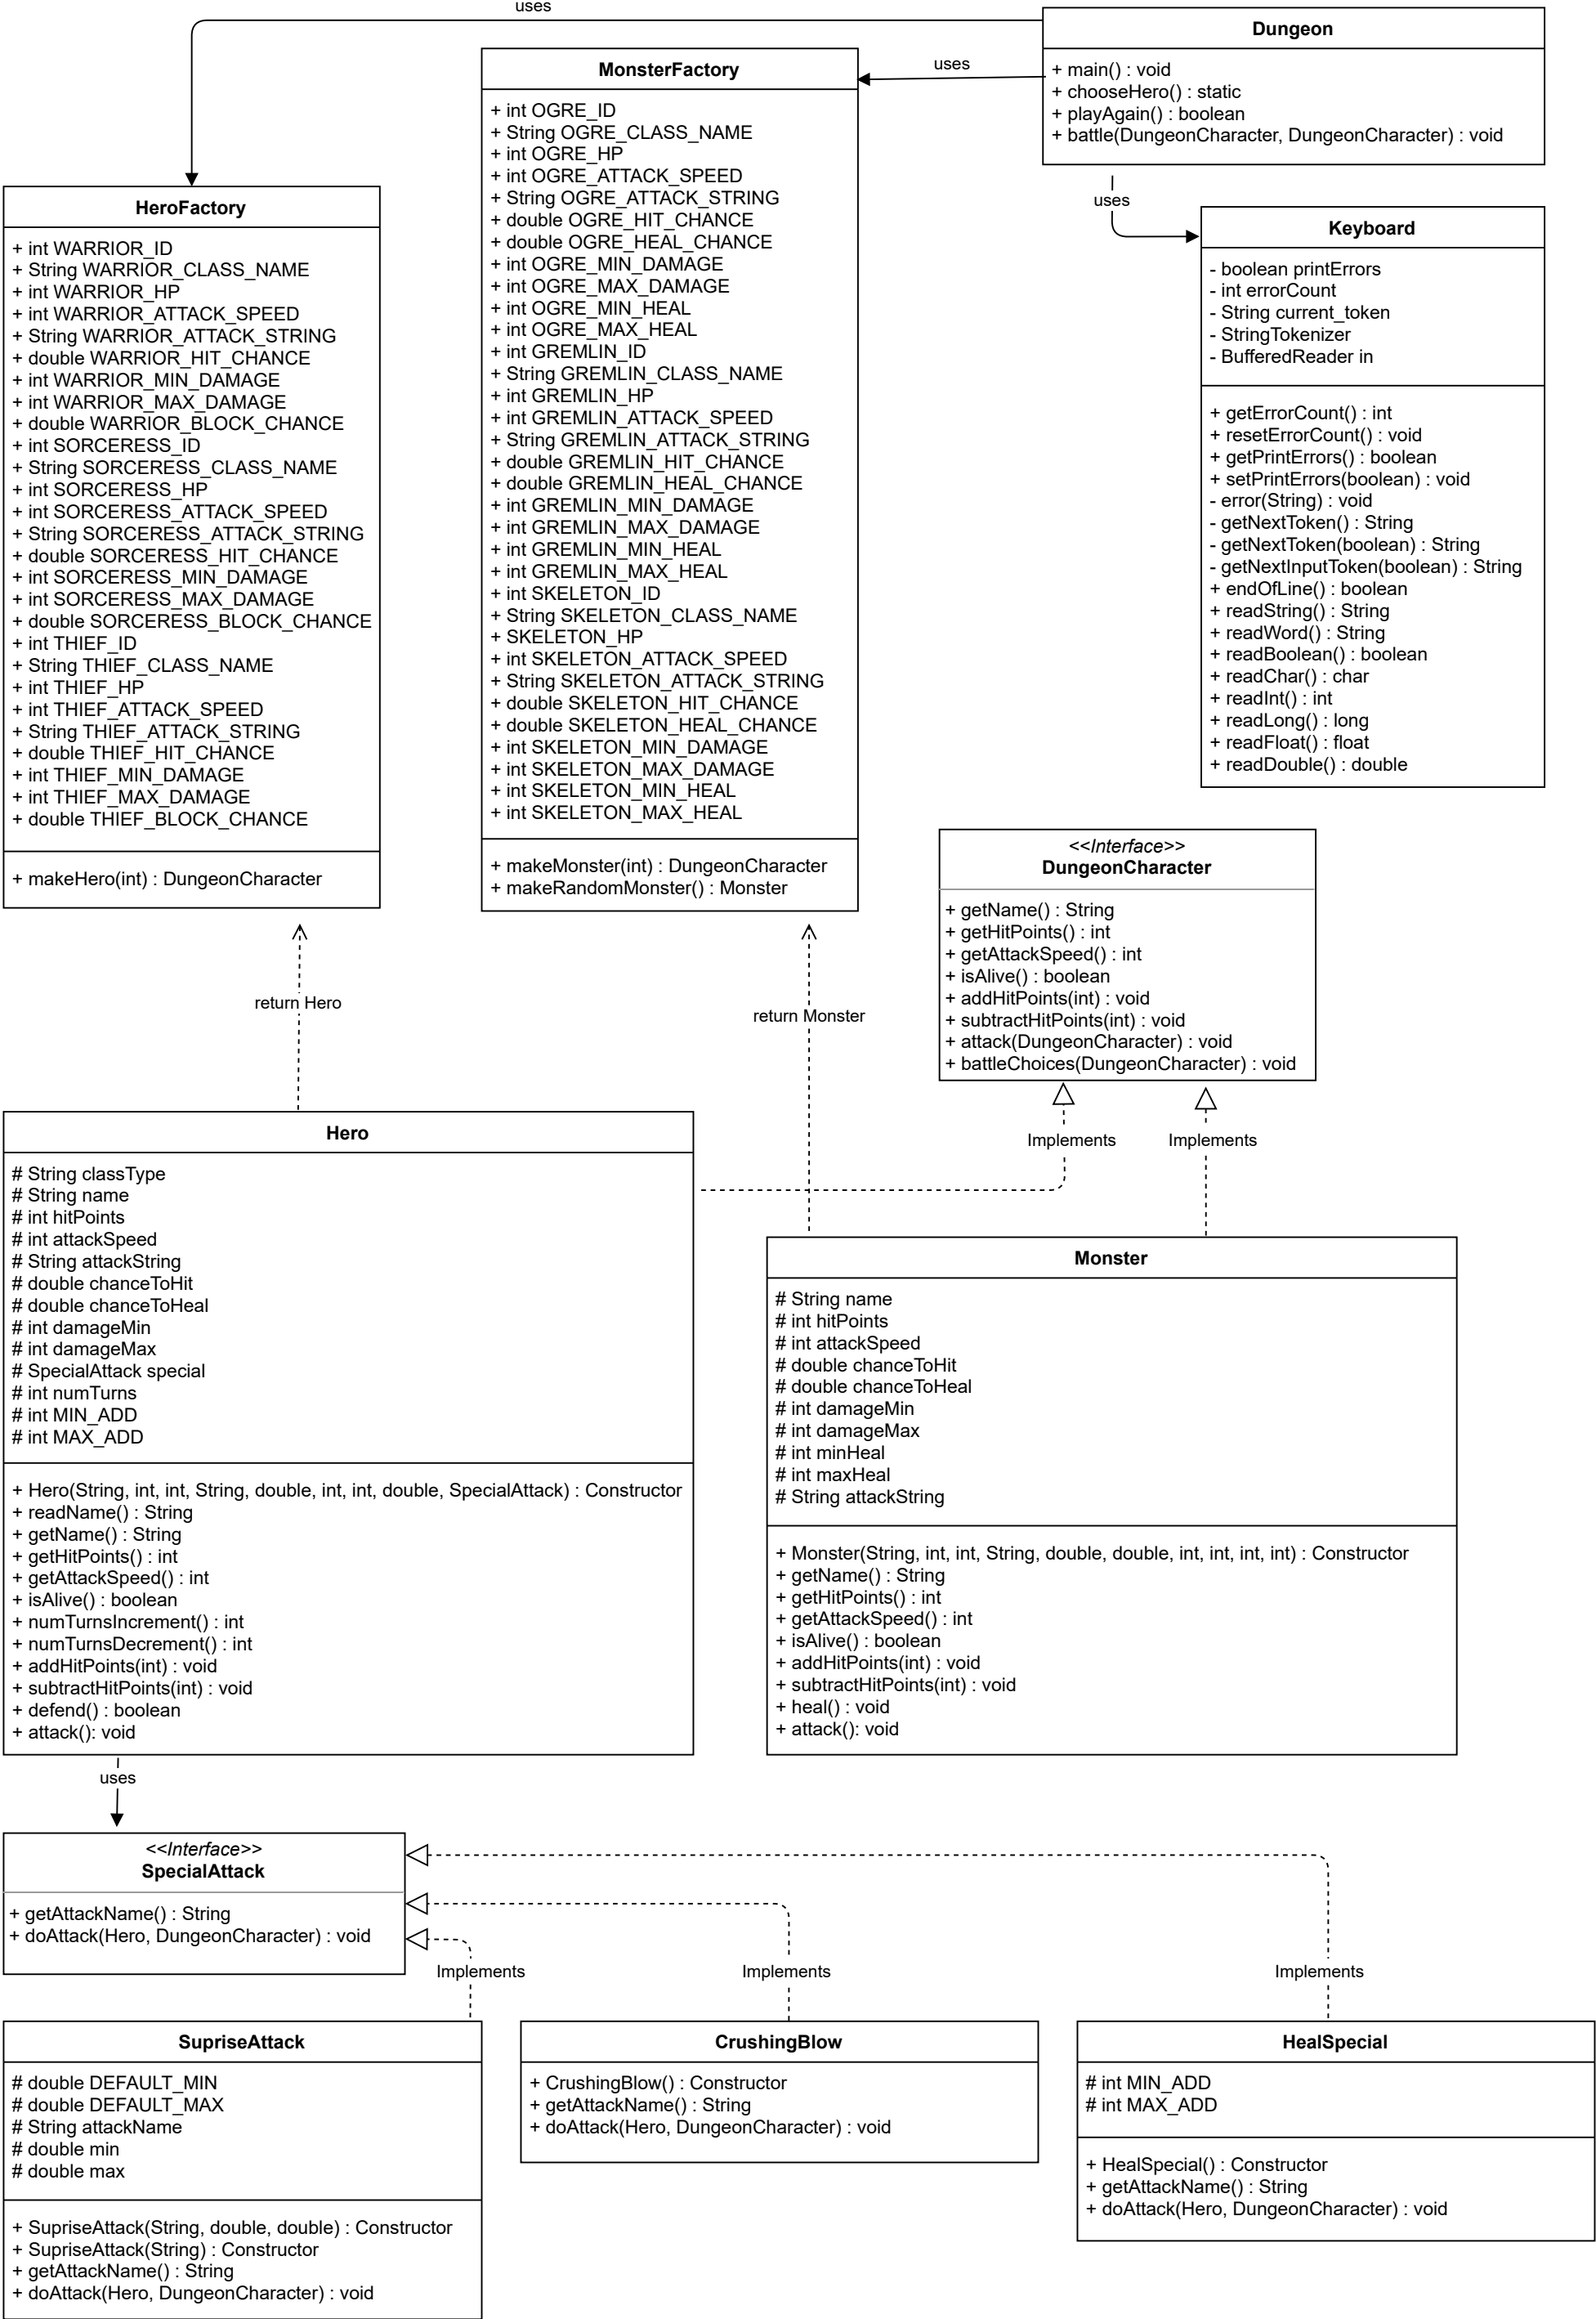 uses
Dungeon
+ main() : void
+ chooseHero() : static
+ playAgain() : boolean
+ battle(DungeonCharacter, DungeonCharacter) : void
uses
MonsterFactory
+ int OGRE_ID
+ String OGRE_CLASS_NAME
+ int OGRE_HP
+ int OGRE_ATTACK_SPEED
+ String OGRE_ATTACK_STRING
+ double OGRE_HIT_CHANCE
+ double OGRE_HEAL_CHANCE
+ int OGRE_MIN_DAMAGE
+ int OGRE_MAX_DAMAGE
+ int OGRE_MIN_HEAL
+ int OGRE_MAX_HEAL
+ int GREMLIN_ID
+ String GREMLIN_CLASS_NAME
+ int GREMLIN_HP
+ int GREMLIN_ATTACK_SPEED
+ String GREMLIN_ATTACK_STRING
+ double GREMLIN_HIT_CHANCE
+ double GREMLIN_HEAL_CHANCE
+ int GREMLIN_MIN_DAMAGE
+ int GREMLIN_MAX_DAMAGE
+ int GREMLIN_MIN_HEAL
+ int GREMLIN_MAX_HEAL
+ int SKELETON_ID
+ String SKELETON_CLASS_NAME
+ SKELETON_HP
+ int SKELETON_ATTACK_SPEED
+ String SKELETON_ATTACK_STRING
+ double SKELETON_HIT_CHANCE
+ double SKELETON_HEAL_CHANCE
+ int SKELETON_MIN_DAMAGE
+ int SKELETON_MAX_DAMAGE
+ int SKELETON_MIN_HEAL
+ int SKELETON_MAX_HEAL
+ makeMonster(int) : DungeonCharacter
+ makeRandomMonster() : Monster
HeroFactory
+ int WARRIOR_ID
+ String WARRIOR_CLASS_NAME
+ int WARRIOR_HP
+ int WARRIOR_ATTACK_SPEED
+ String WARRIOR_ATTACK_STRING
+ double WARRIOR_HIT_CHANCE
+ int WARRIOR_MIN_DAMAGE
+ int WARRIOR_MAX_DAMAGE
+ double WARRIOR_BLOCK_CHANCE
+ int SORCERESS_ID
+ String SORCERESS_CLASS_NAME
+ int SORCERESS_HP
+ int SORCERESS_ATTACK_SPEED
+ String SORCERESS_ATTACK_STRING
+ double SORCERESS_HIT_CHANCE
+ int SORCERESS_MIN_DAMAGE
+ int SORCERESS_MAX_DAMAGE
+ double SORCERESS_BLOCK_CHANCE
+ int THIEF_ID
+ String THIEF_CLASS_NAME
+ int THIEF_HP
+ int THIEF_ATTACK_SPEED
+ String THIEF_ATTACK_STRING
+ double THIEF_HIT_CHANCE
+ int THIEF_MIN_DAMAGE
+ int THIEF_MAX_DAMAGE
+ double THIEF_BLOCK_CHANCE
+ makeHero(int) : DungeonCharacter
uses
Keyboard
- boolean printErrors
- int errorCount
- String current_token
- StringTokenizer
- BufferedReader in
+ getErrorCount() : int
+ resetErrorCount() : void
+ getPrintErrors() : boolean
+ setPrintErrors(boolean) : void
- error(String) : void
- getNextToken() : String
- getNextToken(boolean) : String
- getNextInputToken(boolean) : String
+ endOfLine() : boolean
+ readString() : String
+ readWord() : String
+ readBoolean() : boolean
+ readChar() : char
+ readInt() : int
+ readLong() : long
+ readFloat() : float
+ readDouble() : double
<<Interface>>
DungeonCharacter
+ getName() : String
+ getHitPoints() : int
+ getAttackSpeed() : int
+ isAlive() : boolean
+ addHitPoints(int) : void
+ subtractHitPoints(int) : void
+ attack(DungeonCharacter) : void
+ battleChoices(DungeonCharacter) : void
return Hero
return Monster
Implements
Implements
Hero
# String classType
# String name
# int hitPoints
# int attackSpeed
# String attackString
# double chanceToHit
# double chanceToHeal
# int damageMin
# int damageMax
# SpecialAttack special
# int numTurns
# int MIN_ADD
# int MAX_ADD
+ Hero(String, int, int, String, double, int, int, double, SpecialAttack) : Constructor
+ readName() : String
+ getName() : String
+ getHitPoints() : int
+ getAttackSpeed() : int
+ isAlive() : boolean
+ numTurnsIncrement() : int
+ numTurnsDecrement() : int
+ addHitPoints(int) : void
+ subtractHitPoints(int) : void
+ defend() : boolean
+ attack(): void
Monster
# String name
# int hitPoints
# int attackSpeed
# double chanceToHit
# double chanceToHeal
# int damageMin
# int damageMax
# int minHeal
# int maxHeal
# String attackString
+ Monster(String, int, int, String, double, double, int, int, int, int) : Constructor
+ getName() : String
+ getHitPoints() : int
+ getAttackSpeed() : int
+ isAlive() : boolean
+ addHitPoints(int) : void
+ subtractHitPoints(int) : void
+ heal() : void
+ attack(): void
uses
<<Interface>>
SpecialAttack
+ getAttackName() : String
+ doAttack(Hero, DungeonCharacter) : void
Implements
Implements
Implements
SupriseAttack
# double DEFAULT_MIN
# double DEFAULT_MAX
# String attackName
# double min
# double max
+ SupriseAttack(String, double, double) : Constructor
+ SupriseAttack(String) : Constructor
+ getAttackName() : String
+ doAttack(Hero, DungeonCharacter) : void
CrushingBlow
+ CrushingBlow() : Constructor
+ getAttackName() : String
+ doAttack(Hero, DungeonCharacter) : void
HealSpecial
# int MIN_ADD
# int MAX_ADD
+ HealSpecial() : Constructor
+ getAttackName() : String
+ doAttack(Hero, DungeonCharacter) : void